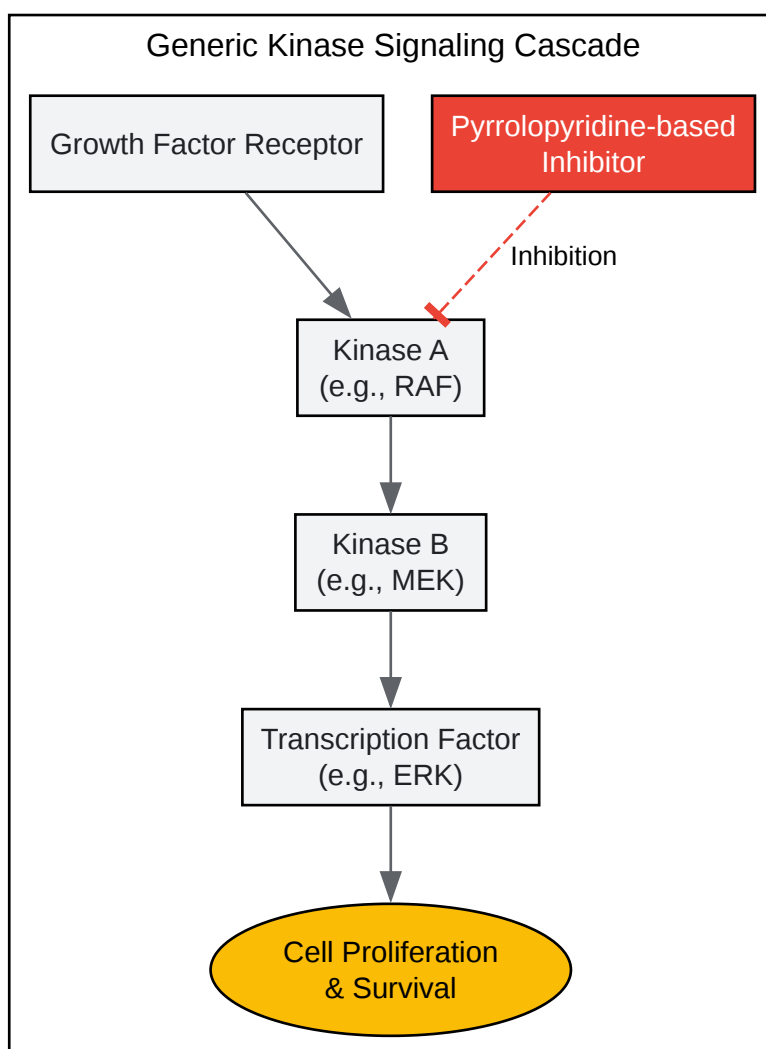 Generic Kinase Signaling Cascade
Growth Factor Receptor
Pyrrolopyridine-based
Inhibitor
Inhibition
Kinase A
(e.g., RAF)
Kinase B
(e.g., MEK)
Transcription Factor
(e.g., ERK)
Cell Proliferation
& Survival